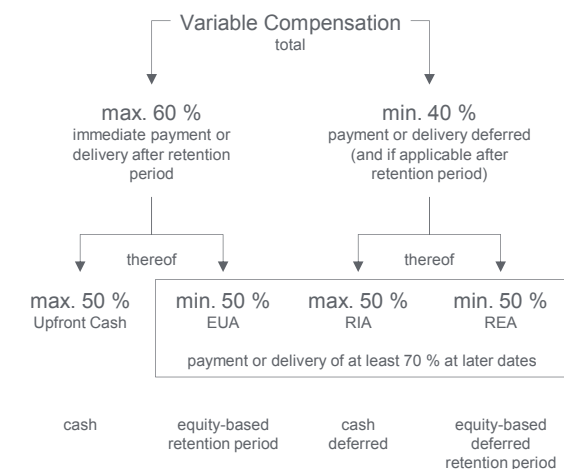 Variable Compensation
total
max. 60 %
immediate payment or
delivery after retention
period
min. 40 %
payment or delivery deferred
(and if applicable after
retention period)
thereof
thereof
max. 50 %
Upfront Cash
min. 50 %
EUA
max. 50 %
RIA
min. 50 %
REA
payment or delivery of at least 70 % at later dates
cash
equity-based
retention period
cash
deferred
equity-based
deferred
retention period